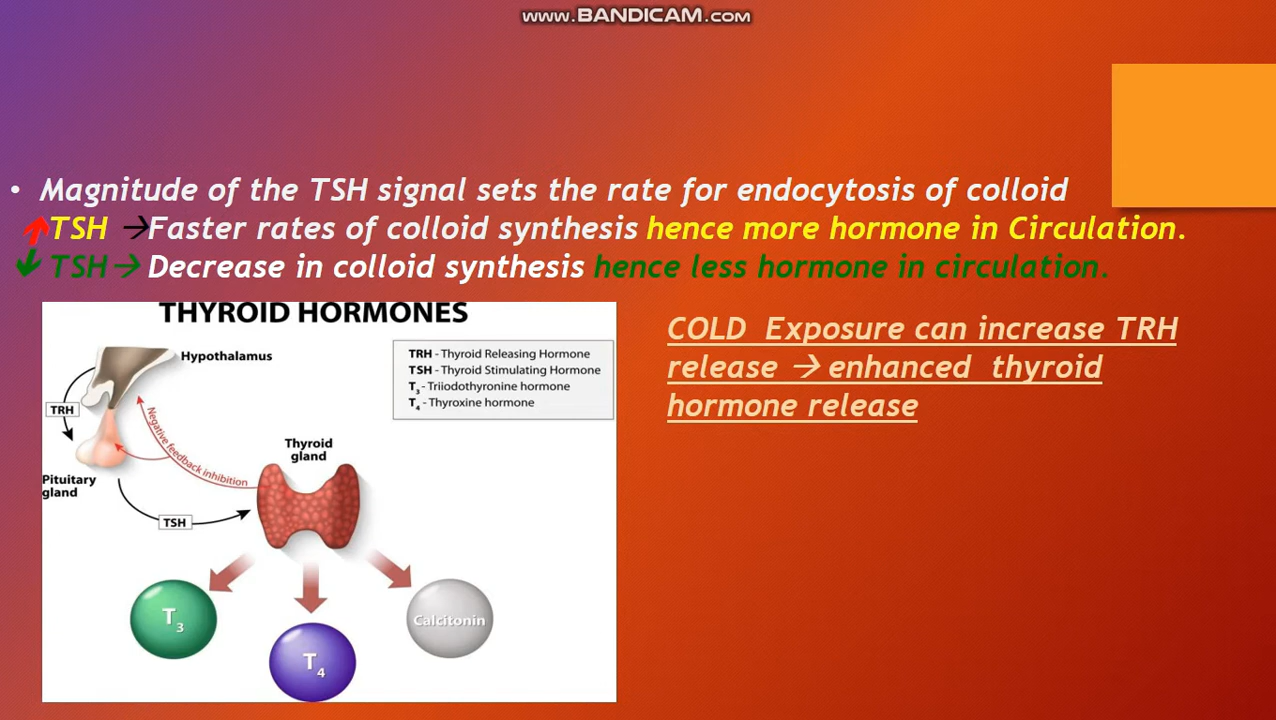 www.BANDICAM.com
• Magnitude of the TSH signal sets the rate for endocytosis of colloid
↑TSH →Faster rates of colloid synthesis hence more hormone in Circulation.
↓ TSH→ Decrease in colloid synthesis hence less hormone in circulation.
THYROID HORMONES
Hypothalamus
TRH - Thyroid Releasing Hormone
TSH - Thyroid Stimulating Hormone
T3 - Triiodothyronine hormone
T4 - Thyroxine hormone
TRH
Negative feedback inhibition
Thyroid
gland
Pituitary
gland
TSH
T3
T4
Calcitonin
COLD Exposure can increase TRH
release → enhanced thyroid
hormone release